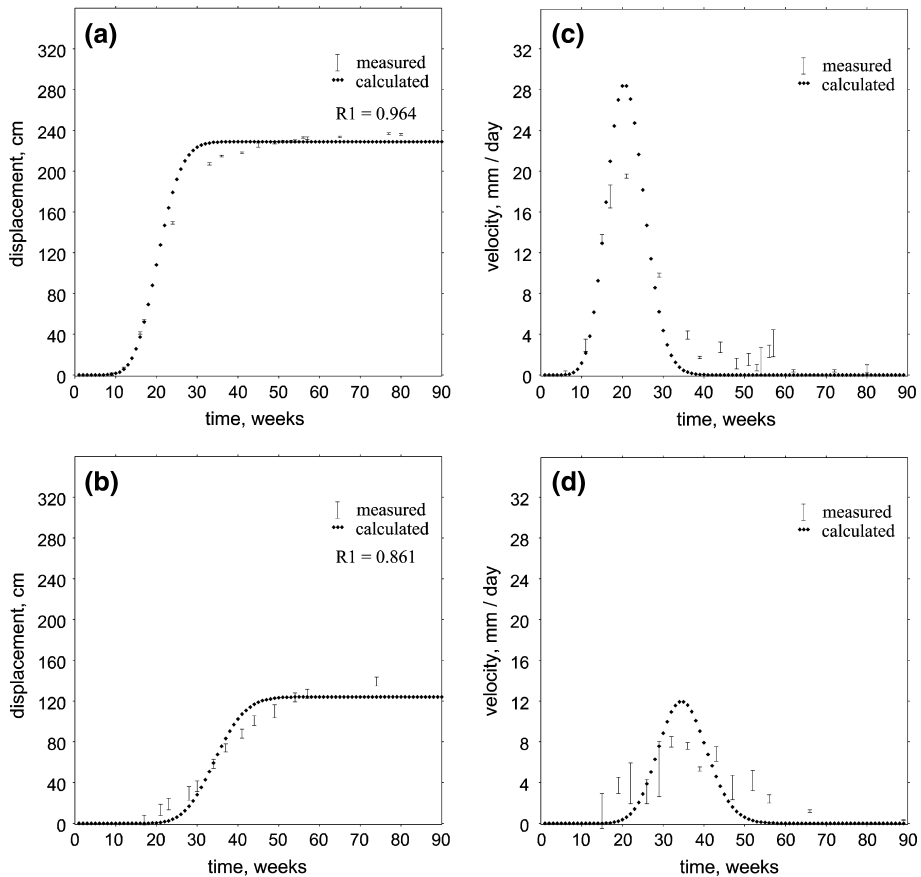 (a)
measured
calculated
R1 = 0.964
displacement, cm
320
280
240
200
160
120
80
40
0
0 10 20 30 40 50 60 70 80 90
time, weeks
(c)
measured
calculated
velocity, mm / day
32
28
24
20
16
12
8
4
0
0 10 20 30 40 50 60 70 80 90
time, weeks
(b)
measured
calculated
R1 = 0.861
displacement, cm
320
280
240
200
160
120
80
40
0
0 10 20 30 40 50 60 70 80 90
time, weeks
(d)
measured
calculated
velocity, mm / day
32
28
24
20
16
12
8
4
0
0 10 20 30 40 50 60 70 80 90
time, weeks